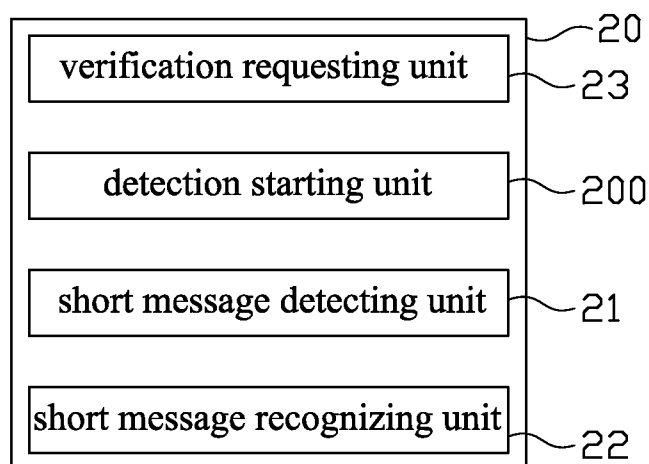 20
verification requesting unit
23
detection starting unit
200
short message detecting unit
21
short message recognizing unit
22